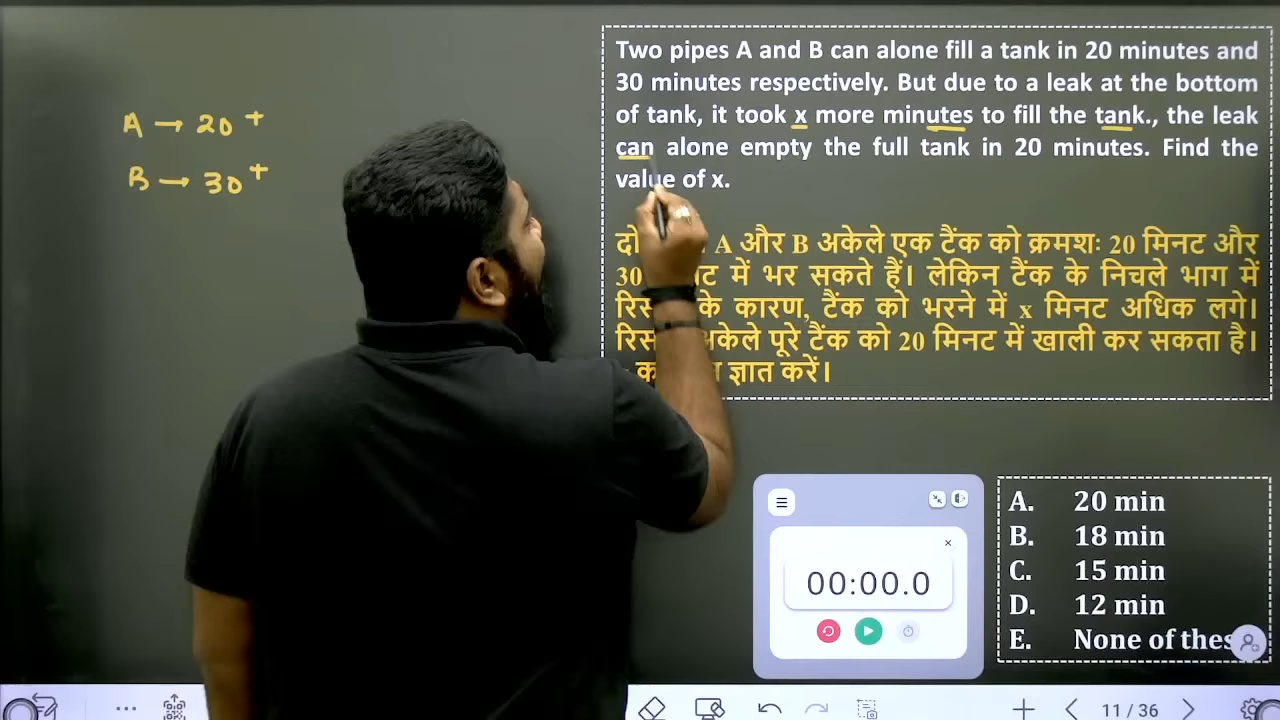 A → 20 +
B → 30 +
Two pipes A and B can alone fill a tank in 20 minutes and
30 minutes respectively. But due to a leak at the bottom
of tank, it took x more minutes to fill the tank., the leak
can alone empty the full tank in 20 minutes. Find the
value of x.
दो A और B अकेले एक टैंक को क्रमशः 20 मिनट और
30 में भर सकते हैं। लेकिन टैंक के निचले भाग में
के कारण, टैंक को भरने में x मिनट अधिक लगे।
अकेले पूरे टैंक को 20 मिनट में खाली कर सकता है।
ज्ञात करें।
00:00.0
A. 20 min
B. 18 min
C. 15 min
D. 12 min
E. None of thes
11 / 36